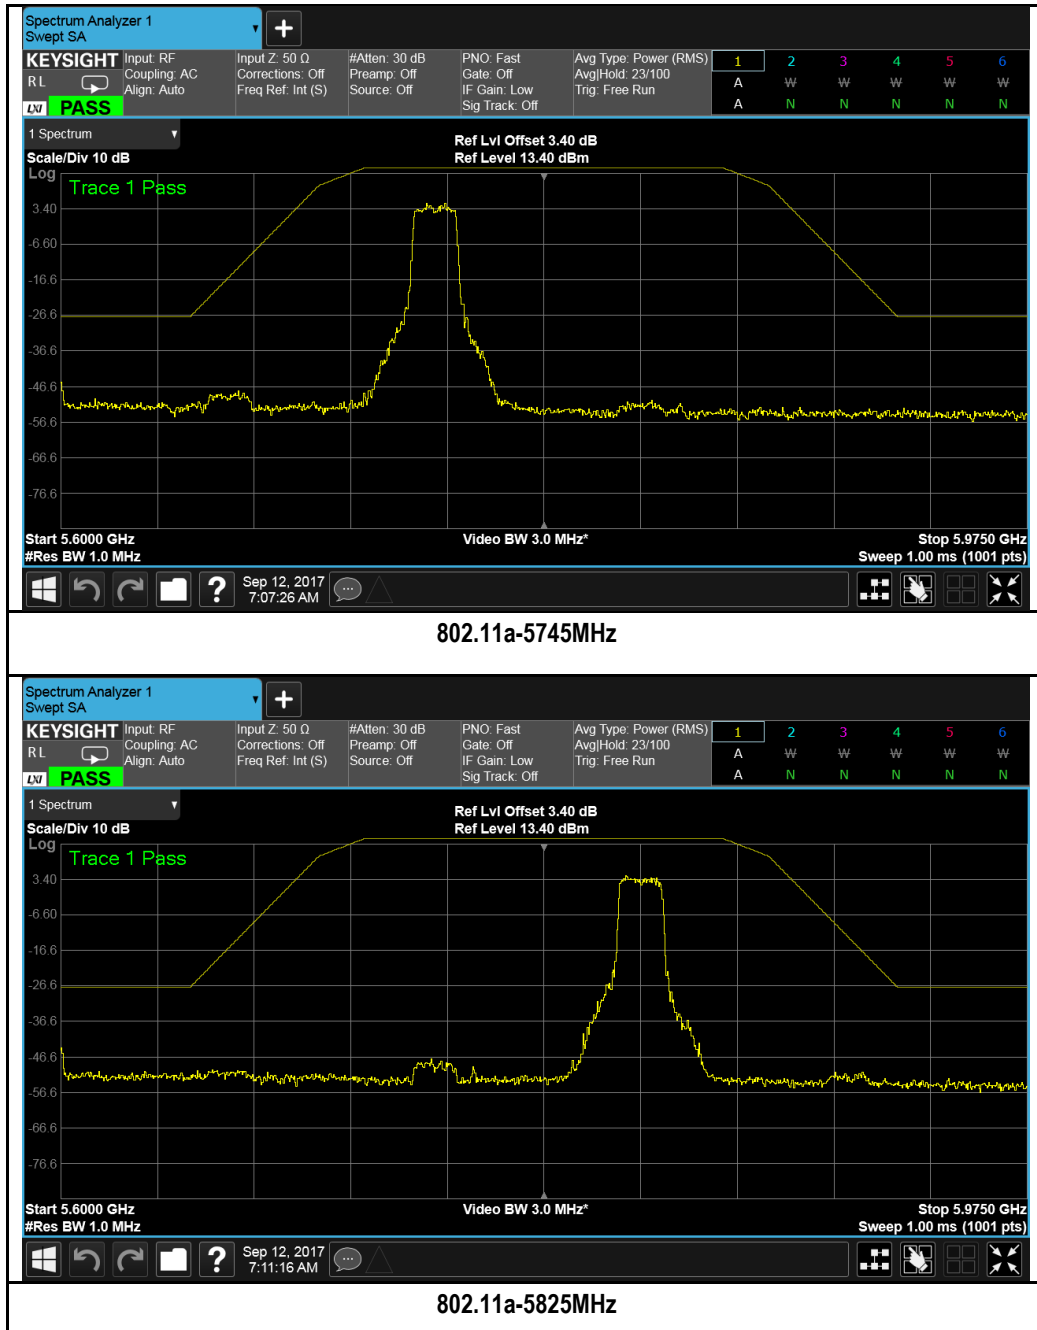 Spectrum Analyzer 1
Swept SA
+
KEYSIGHT Input: RF Input Z: 50 Ω #Atten: 30 dB PNO: Fast Avg Type: Power (RMS) 1 2 3 4 5 6
RL Coupling: AC Corrections: Off Preamp: Off Gate: Off Avg|Hold: 23/100 A W W W W W
Align: Auto Freq Ref: Int (S) Source: Off IF Gain: Low Trig: Free Run
LXI PASS Sig Track: Off A N N N N N
1 Spectrum
Ref Lvl Offset 3.40 dB
Scale/Div 10 dB Ref Level 13.40 dBm
Log
Trace 1 Pass
3.40
-6.60
-16.6
-26.6
-36.6
-46.6
-56.6
-66.6
-76.6
Start 5.6000 GHz Video BW 3.0 MHz* Stop 5.9750 GHz
#Res BW 1.0 MHz Sweep 1.00 ms (1001 pts)
? Sep 12, 2017
7:07:26 AM
802.11a-5745MHz
Spectrum Analyzer 1
Swept SA
+
KEYSIGHT Input: RF Input Z: 50 Ω #Atten: 30 dB PNO: Fast Avg Type: Power (RMS) 1 2 3 4 5 6
RL Coupling: AC Corrections: Off Preamp: Off Gate: Off Avg|Hold: 23/100 A W W W W W
Align: Auto Freq Ref: Int (S) Source: Off IF Gain: Low Trig: Free Run
LXI PASS Sig Track: Off A N N N N N
1 Spectrum
Ref Lvl Offset 3.40 dB
Scale/Div 10 dB Ref Level 13.40 dBm
Log
Trace 1 Pass
3.40
-6.60
-16.6
-26.6
-36.6
-46.6
-56.6
-66.6
-76.6
Start 5.6000 GHz Video BW 3.0 MHz* Stop 5.9750 GHz
#Res BW 1.0 MHz Sweep 1.00 ms (1001 pts)
? Sep 12, 2017
7:11:16 AM
802.11a-5825MHz